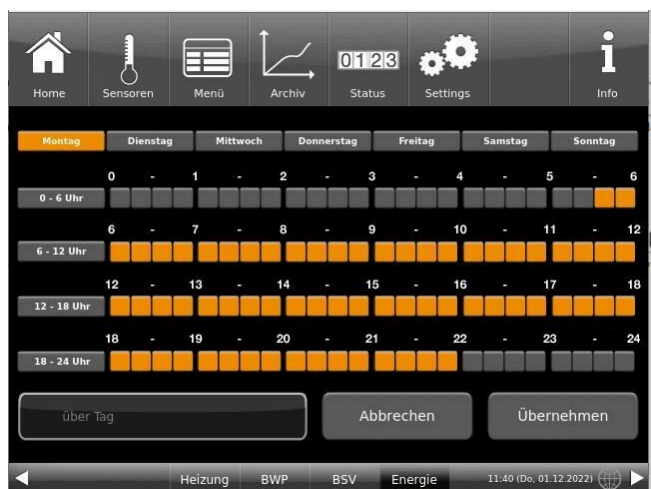 0123
Home Sensoren Menü Archiv Status Settings Info
Montag Dienstag Mittwoch Donnerstag Freitag Samstag Sonntag
0 - 1 - 2 - 3 - 4 - 5 - 6
0 - 6 Uhr
6 - 7 - 8 - 9 - 10 - 11 - 12
6 - 12 Uhr
12 - 13 - 14 - 15 - 16 - 17 - 18
12 - 18 Uhr
18 - 19 - 20 - 21 - 22 - 23 - 24
18 - 24 Uhr
über Tag Abbrechen Übernehmen
Heizung BWP BSV Energie 11:40 (Do, 01.12.2022)